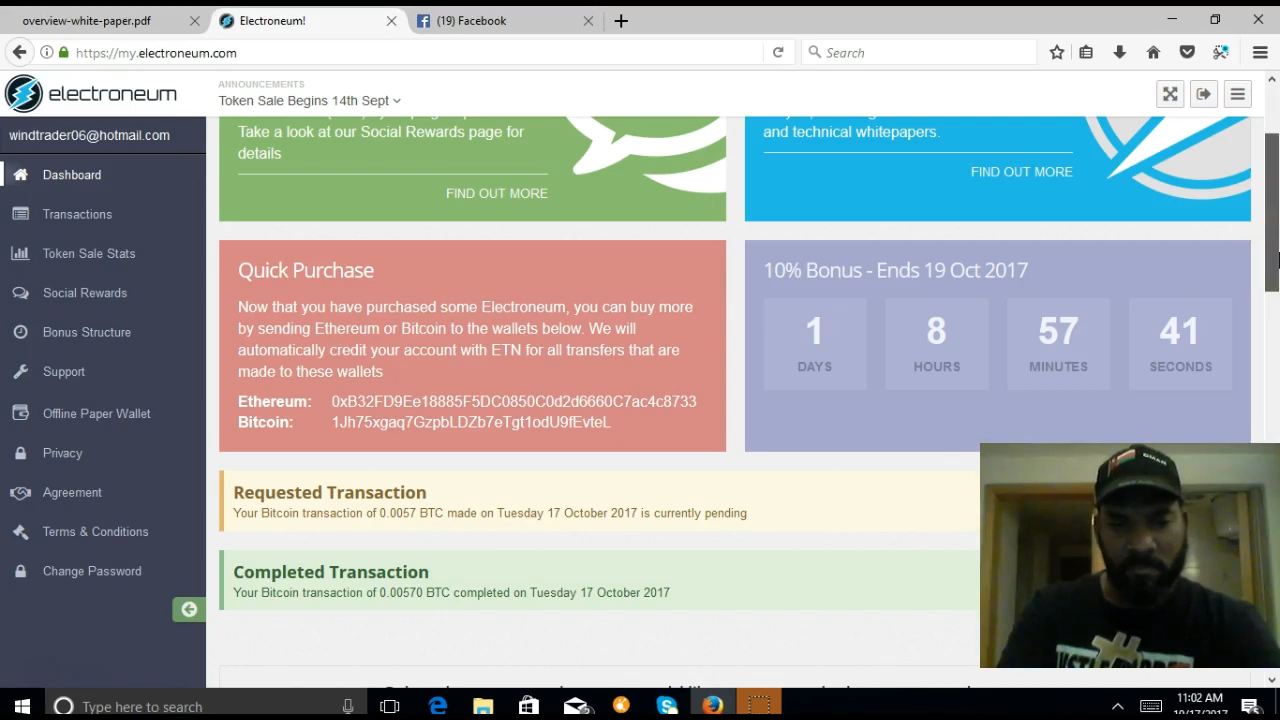 overview-white-paper.pdf
Electroneum!
(19) Facebook
https://my.electroneum.com
Search
electroneum
ANNOUNCEMENTS
Token Sale Begins 14th Sept
windtrader06@hotmail.com
Dashboard
Transactions
Token Sale Stats
Social Rewards
Bonus Structure
Support
Offline Paper Wallet
Privacy
Agreement
Terms & Conditions
Change Password
Take a look at our Social Rewards page for
details
FIND OUT MORE
and technical whitepapers.
FIND OUT MORE
Quick Purchase
Now that you have purchased some Electroneum, you can buy more
by sending Ethereum or Bitcoin to the wallets below. We will
automatically credit your account with ETN for all transfers that are
made to these wallets
Ethereum: 0xB32FD9Ee18885F5DC0850C0d2d6660C7ac4c8733
Bitcoin: 1Jh75xgaq7GzpbLDZb7eTgt1odU9fEvteL
10% Bonus - Ends 19 Oct 2017
1 8 57 41
DAYS HOURS MINUTES SECONDS
Requested Transaction
Your Bitcoin transaction of 0.0057 BTC made on Tuesday 17 October 2017 is currently pending
Completed Transaction
Your Bitcoin transaction of 0.00570 BTC completed on Tuesday 17 October 2017
OMAN
Type here to search
11:02 AM
10/17/2017